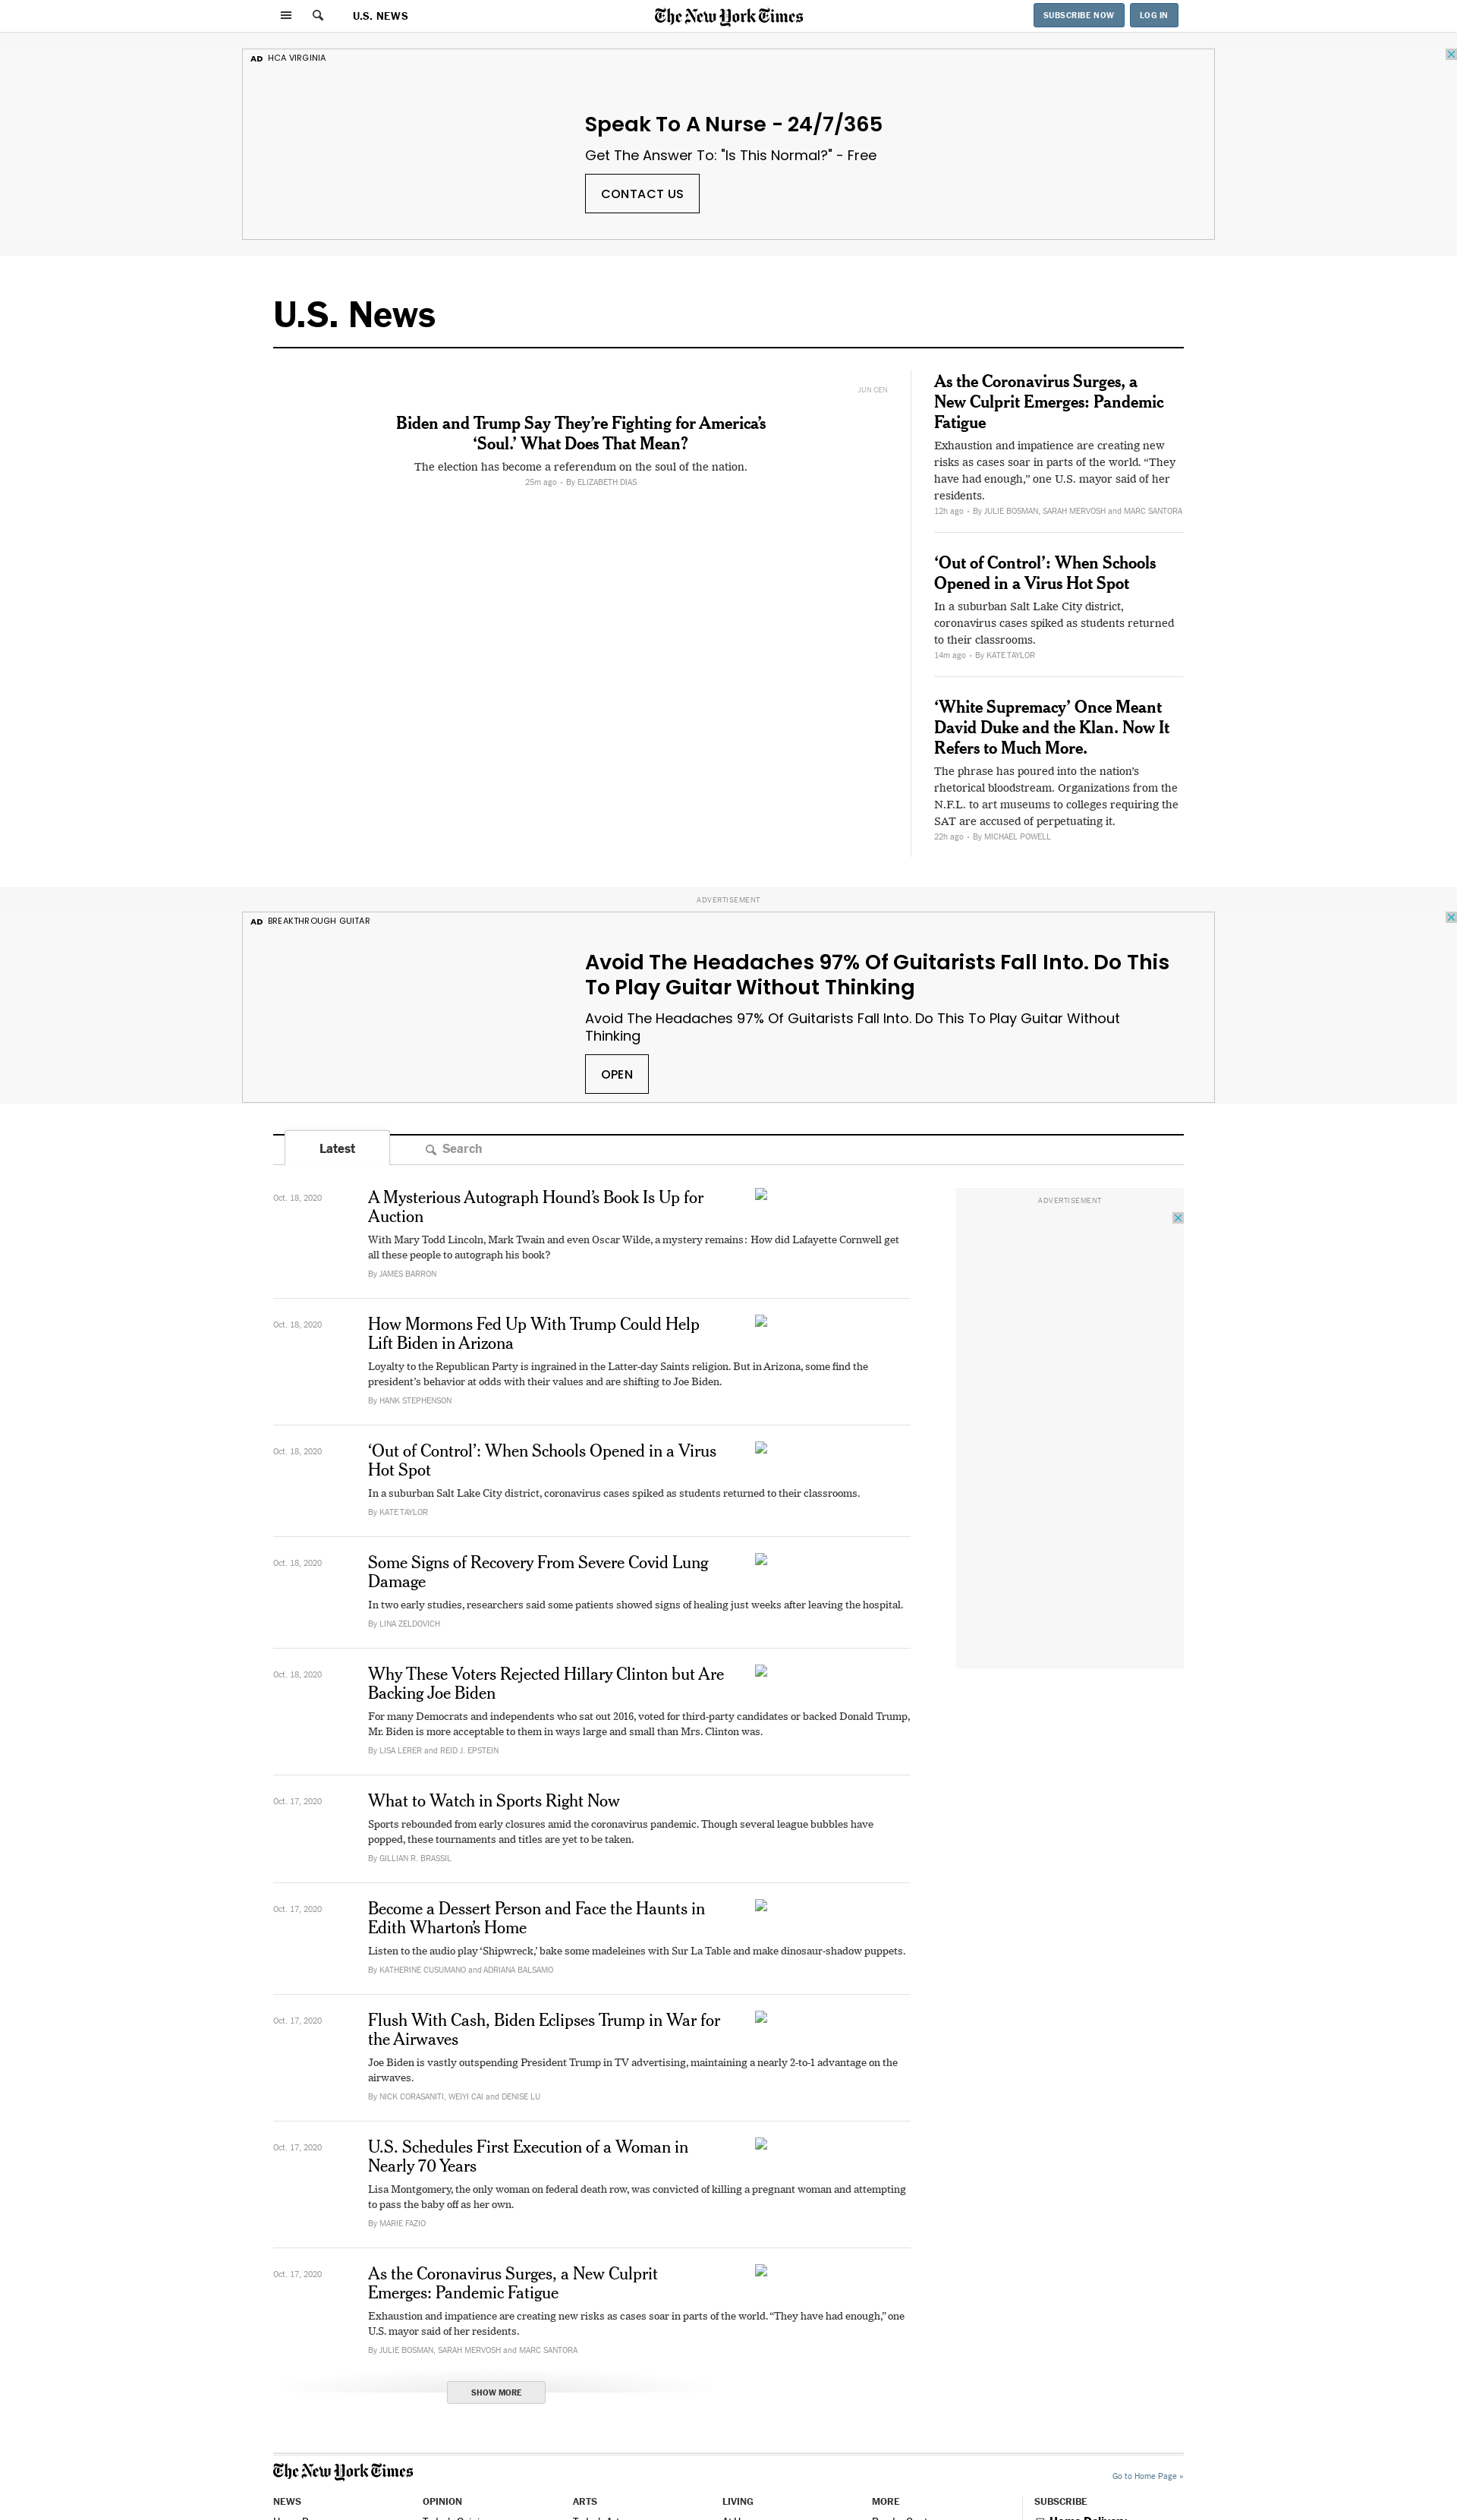 U.S. NEWS
The New York Times
SUBSCRIBE NOW
LOG IN
AD HCA VIRGINIA
Speak To A Nurse - 24/7/365
Get The Answer To: "Is This Normal?" - Free
CONTACT US
U.S. News
JUN CEN
Biden and Trump Say They’re Fighting for America’s
‘Soul.’ What Does That Mean?
The election has become a referendum on the soul of the nation.
25m ago • By ELIZABETH DIAS
As the Coronavirus Surges, a
New Culprit Emerges: Pandemic
Fatigue
Exhaustion and impatience are creating new
risks as cases soar in parts of the world. “They
have had enough,” one U.S. mayor said of her
residents.
12h ago • By JULIE BOSMAN, SARAH MERVOSH and MARC SANTORA
‘Out of Control’: When Schools
Opened in a Virus Hot Spot
In a suburban Salt Lake City district,
coronavirus cases spiked as students returned
to their classrooms.
14m ago • By KATE TAYLOR
‘White Supremacy’ Once Meant
David Duke and the Klan. Now It
Refers to Much More.
The phrase has poured into the nation’s
rhetorical bloodstream. Organizations from the
N.F.L. to art museums to colleges requiring the
SAT are accused of perpetuating it.
22h ago • By MICHAEL POWELL
ADVERTISEMENT
AD BREAKTHROUGH GUITAR
Avoid The Headaches 97% Of Guitarists Fall Into. Do This
To Play Guitar Without Thinking
Avoid The Headaches 97% Of Guitarists Fall Into. Do This To Play Guitar Without
Thinking
OPEN
Latest
Search
ADVERTISEMENT
Oct. 18, 2020
A Mysterious Autograph Hound’s Book Is Up for
Auction
With Mary Todd Lincoln, Mark Twain and even Oscar Wilde, a mystery remains: How did Lafayette Cornwell get
all these people to autograph his book?
By JAMES BARRON
Oct. 18, 2020
How Mormons Fed Up With Trump Could Help
Lift Biden in Arizona
Loyalty to the Republican Party is ingrained in the Latter-day Saints religion. But in Arizona, some find the
president’s behavior at odds with their values and are shifting to Joe Biden.
By HANK STEPHENSON
Oct. 18, 2020
‘Out of Control’: When Schools Opened in a Virus
Hot Spot
In a suburban Salt Lake City district, coronavirus cases spiked as students returned to their classrooms.
By KATE TAYLOR
Oct. 18, 2020
Some Signs of Recovery From Severe Covid Lung
Damage
In two early studies, researchers said some patients showed signs of healing just weeks after leaving the hospital.
By LINA ZELDOVICH
Oct. 18, 2020
Why These Voters Rejected Hillary Clinton but Are
Backing Joe Biden
For many Democrats and independents who sat out 2016, voted for third-party candidates or backed Donald Trump,
Mr. Biden is more acceptable to them in ways large and small than Mrs. Clinton was.
By LISA LERER and REID J. EPSTEIN
Oct. 17, 2020
What to Watch in Sports Right Now
Sports rebounded from early closures amid the coronavirus pandemic. Though several league bubbles have
popped, these tournaments and titles are yet to be taken.
By GILLIAN R. BRASSIL
Oct. 17, 2020
Become a Dessert Person and Face the Haunts in
Edith Wharton’s Home
Listen to the audio play ‘Shipwreck,’ bake some madeleines with Sur La Table and make dinosaur-shadow puppets.
By KATHERINE CUSUMANO and ADRIANA BALSAMO
Oct. 17, 2020
Flush With Cash, Biden Eclipses Trump in War for
the Airwaves
Joe Biden is vastly outspending President Trump in TV advertising, maintaining a nearly 2-to-1 advantage on the
airwaves.
By NICK CORASANITI, WEIYI CAI and DENISE LU
Oct. 17, 2020
U.S. Schedules First Execution of a Woman in
Nearly 70 Years
Lisa Montgomery, the only woman on federal death row, was convicted of killing a pregnant woman and attempting
to pass the baby off as her own.
By MARIE FAZIO
Oct. 17, 2020
As the Coronavirus Surges, a New Culprit
Emerges: Pandemic Fatigue
Exhaustion and impatience are creating new risks as cases soar in parts of the world. “They have had enough,” one
U.S. mayor said of her residents.
By JULIE BOSMAN, SARAH MERVOSH and MARC SANTORA
SHOW MORE
The New York Times
Go to Home Page »
NEWS
OPINION
ARTS
LIVING
MORE
SUBSCRIBE